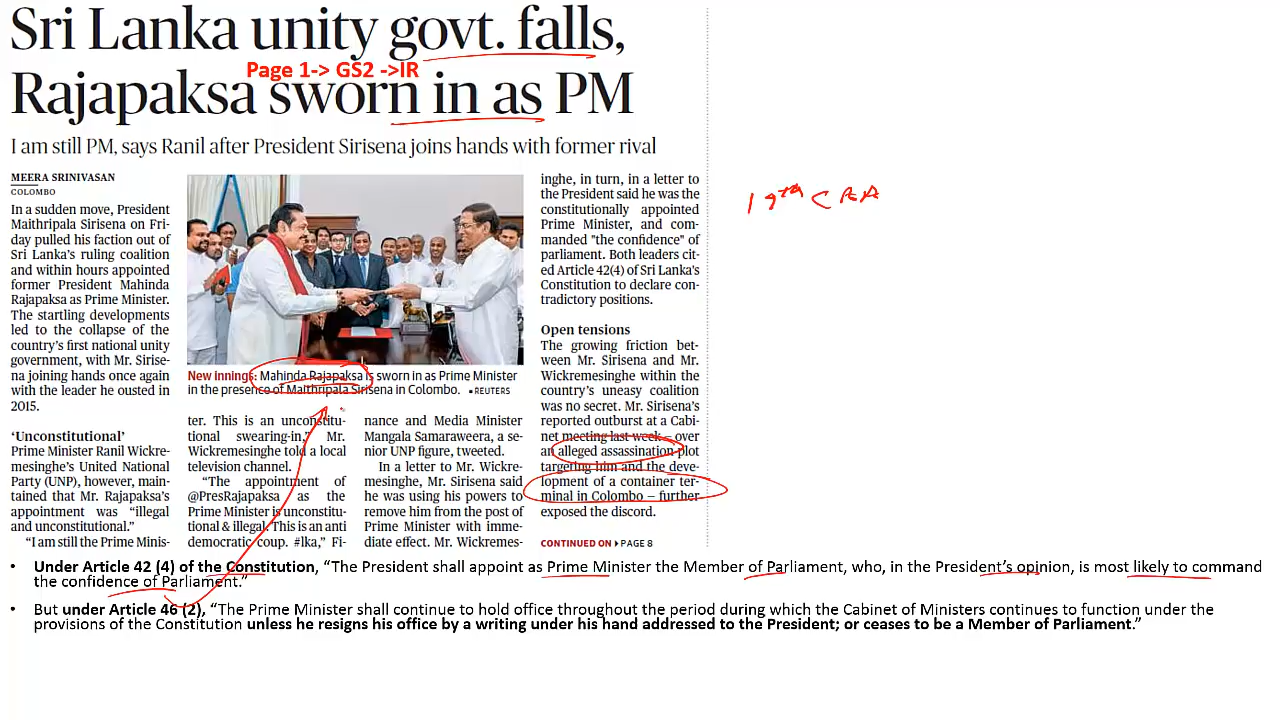 Sri Lanka unity govt. falls,
Page 1-> GS2 ->IR
Rajapaksa sworn in as PM
I am still PM, says Ranil after President Sirisena joins hands with former rival
MEERA SRINIVASAN
COLOMBO
In a sudden move, President
Maithripala Sirisena on Fri-
day pulled his faction out of
Sri Lanka's ruling coalition
and within hours appointed
former President Mahinda
Rajapaksa as Prime Minister.
The startling developments
led to the collapse of the
country's first national unity
government, with Mr. Sirise-
na joining hands once again
with the leader he ousted in
2015.
'Unconstitutional'
Prime Minister Ranil Wickre-
mesinghe's United National
Party (UNP), however, main-
tained that Mr. Rajapaksa's
appointment was "illegal
and unconstitutional."
"I am still the Prime Minis-
New innings: Mahinda Rajapaksa is sworn in as Prime Minister
in the presence of Maithripala Sirisena in Colombo. ▪ REUTERS
ter. This is an unconstitu-
tional swearing-in," Mr.
Wickremesinghe told a local
television channel.
"The appointment of
@PresRajapaksa as the
Prime Minister is unconstitu-
tional & illegal. This is an anti
democratic coup. #lka," Fi-
nance and Media Minister
Mangala Samaraweera, a se-
nior UNP figure, tweeted.
In a letter to Mr. Wickre-
mesinghe, Mr. Sirisena said
he was using his powers to
remove him from the post of
Prime Minister with imme-
diate effect. Mr. Wickremes-
inghe, in turn, in a letter to
the President said he was the
constitutionally appointed
Prime Minister, and com-
manded "the confidence" of
parliament. Both leaders cit-
ed Article 42(4) of Sri Lanka's
Constitution to declare con-
tradictory positions.
Open tensions
The growing friction bet-
ween Mr. Sirisena and Mr.
Wickremesinghe within the
country's uneasy coalition
was no secret. Mr. Sirisena's
reported outburst at a Cabi-
net meeting last week – over
an alleged assassination plot
targeting him and the deve-
lopment of a container ter-
minal in Colombo – further
exposed the discord.
CONTINUED ON ▸ PAGE 8
19th CAA
• Under Article 42 (4) of the Constitution, "The President shall appoint as Prime Minister the Member of Parliament, who, in the President's opinion, is most likely to command
the confidence of Parliament."
• But under Article 46 (2), "The Prime Minister shall continue to hold office throughout the period during which the Cabinet of Ministers continues to function under the
provisions of the Constitution unless he resigns his office by a writing under his hand addressed to the President; or ceases to be a Member of Parliament."